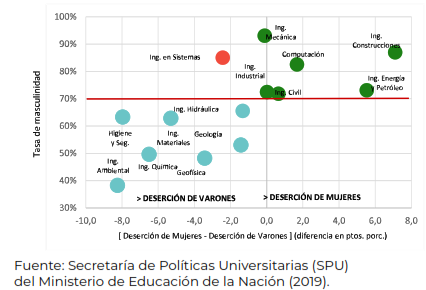 100%
90%
80%
70%
60%
50%
40%
30%
Tasa de masculinidad
Ing.
Mecánica
Ing.
Construcciones
Ing. en Sistemas
Computación
Ing.
Industrial
Ing. Energía
y Petróleo
Ing. Civil
Ing. Hidráulica
Higiene
y Seg.
Ing.
Materiales
Geología
Ing. Química
Geofísica
Ing.
Ambiental
> DESERCIÓN DE VARONES
> DESERCIÓN DE MUJERES
-10,0 -8,0 -6,0 -4,0 -2,0 0,0 2,0 4,0 6,0 8,0
[ Deserción de Mujeres - Deserción de Varones ] (diferencia en ptos. porc.)
Fuente: Secretaría de Políticas Universitarias (SPU)
del Ministerio de Educación de la Nación (2019).